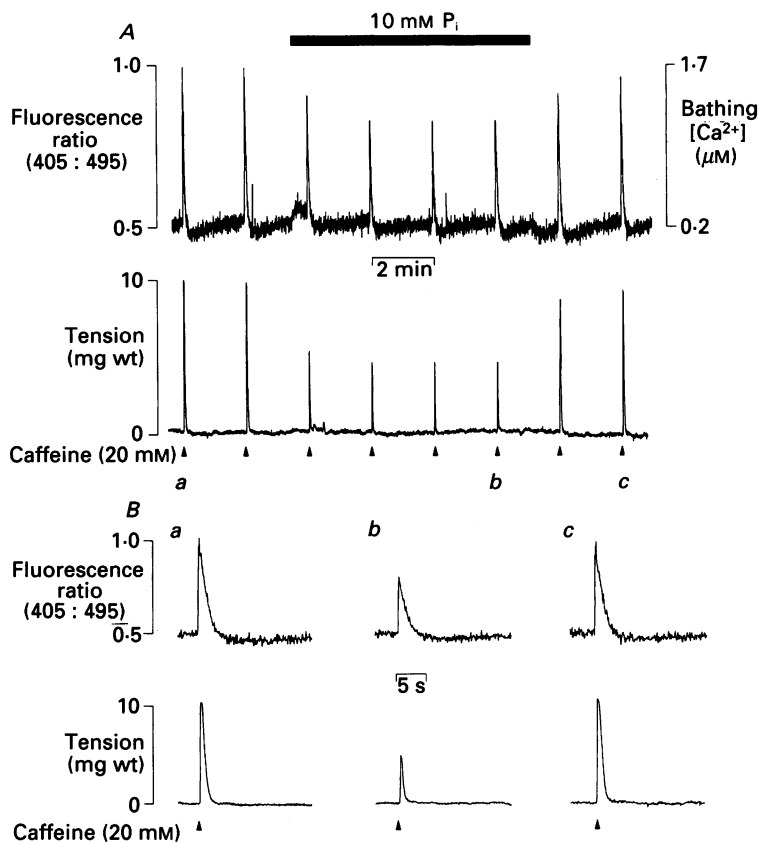 A
10 mM Pi
1·0
0·5
Fluorescence
ratio
(405 : 495)
1·7
0·2
Bathing
[Ca2+]
(μM)
2 min
10
0
Tension
(mg wt)
Caffeine (20 mM)
a
b
c
B
a
b
c
1·0
0·5
Fluorescence
ratio
(405 : 495)
5 s
10
0
Tension
(mg wt)
Caffeine (20 mM)